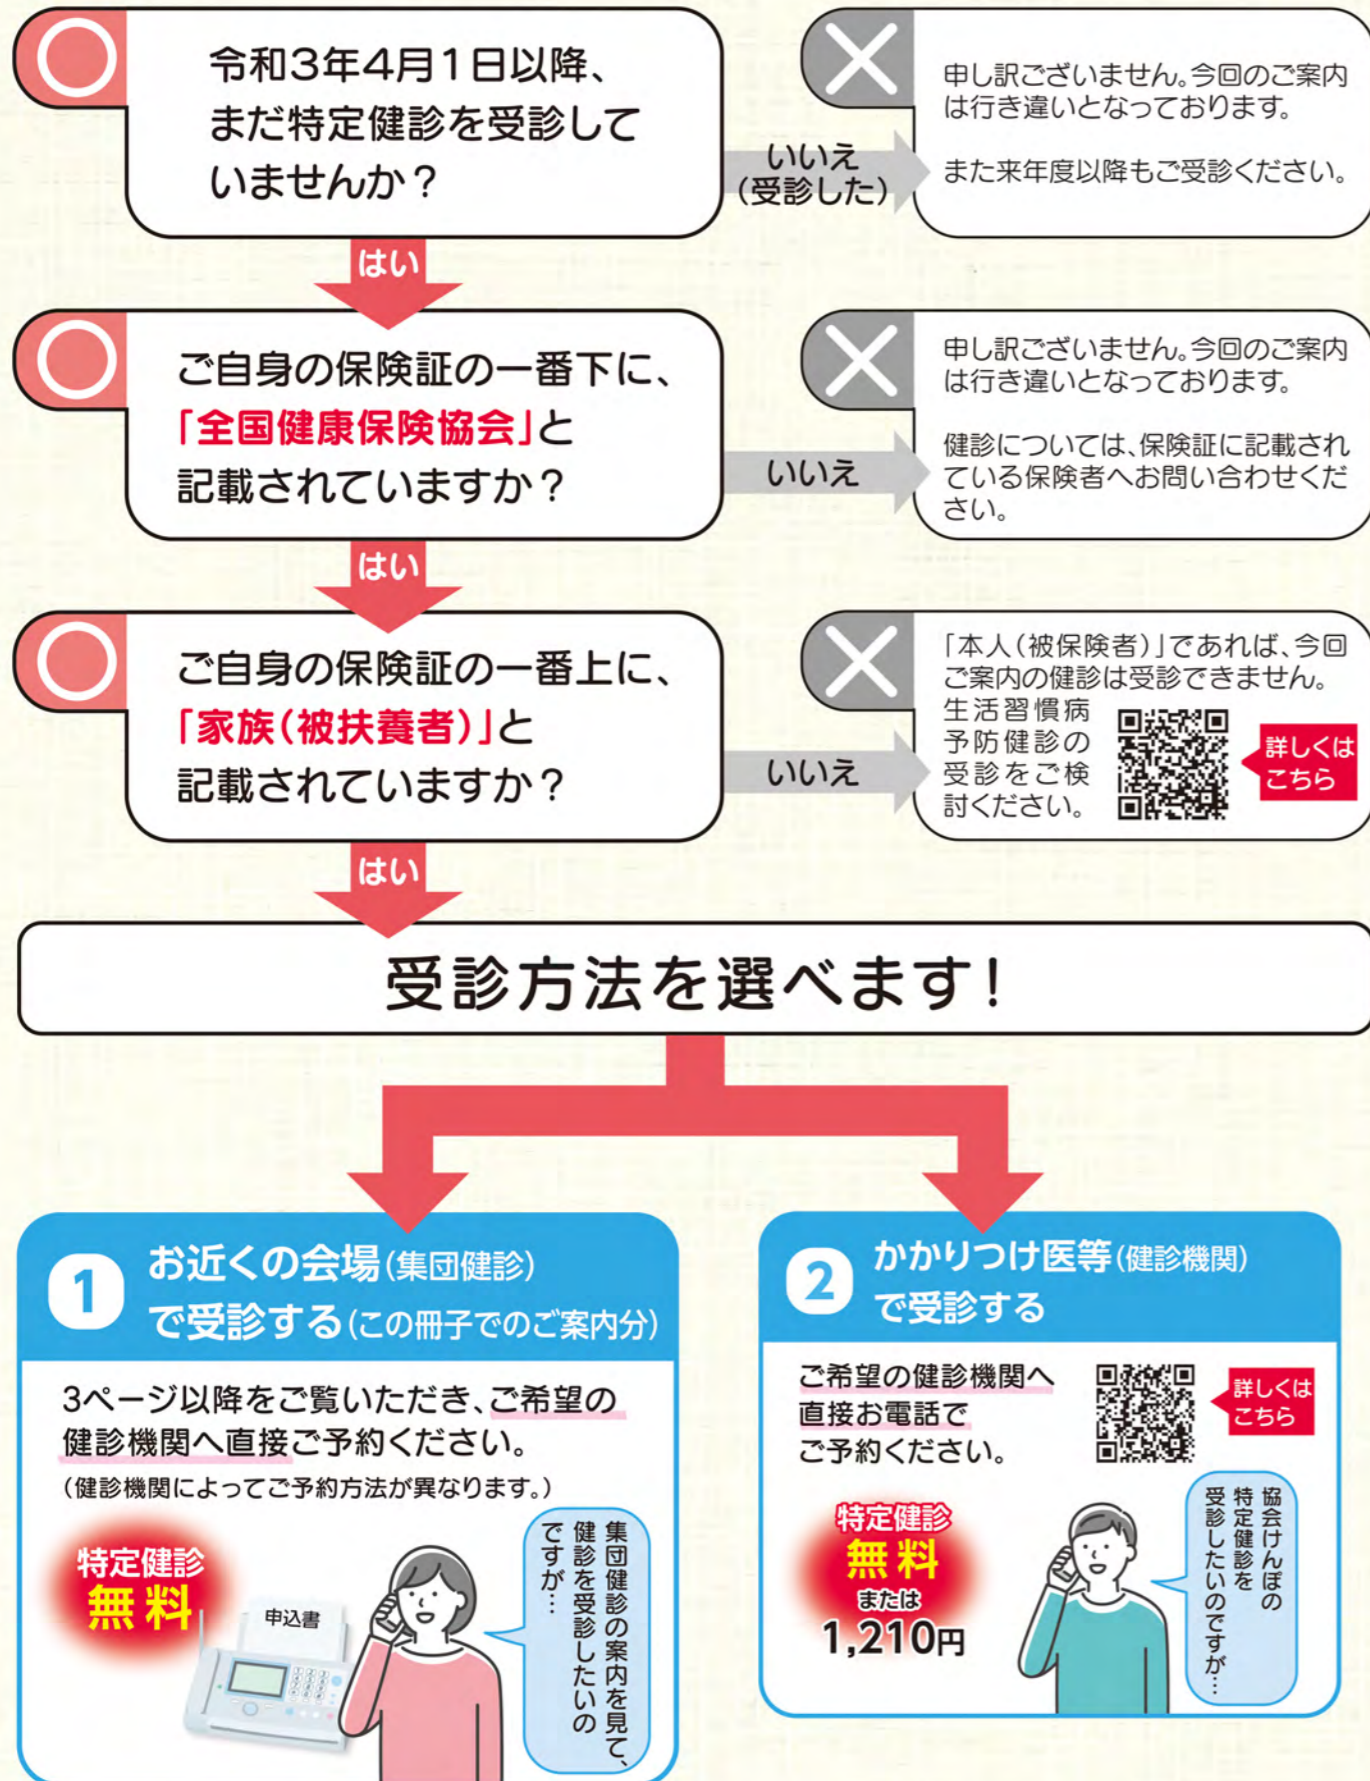 令和3年4月1日以降、
まだ特定健診を受診して
いませんか？
いいえ
(受診した)
申し訳ございません。今回のご案内
は行き違いとなっております。
また来年度以降もご受診ください。
はい
ご自身の保険証の一番下に、
「全国健康保険協会」と
記載されていますか？
いいえ
申し訳ございません。今回のご案内
は行き違いとなっております。
健診については、保険証に記載され
ている保険者へお問い合わせくだ
さい。
はい
ご自身の保険証の一番上に、
「家族(被扶養者)」と
記載されていますか？
いいえ
「本人(被保険者)」であれば、今回
ご案内の健診は受診できません。
生活習慣病
予防健診の
受診をご検
討ください。
詳しくは
こちら
はい
受診方法を選べます！
1
お近くの会場(集団健診)
で受診する(この冊子でのご案内分)
3ページ以降をご覧いただき、ご希望の
健診機関へ直接ご予約ください。
(健診機関によってご予約方法が異なります。)
特定健診
無料
申込書
集団健診の案内を見て、
健診を受診したいの
ですが…
2
かかりつけ医等(健診機関)
で受診する
ご希望の健診機関へ
直接お電話で
ご予約ください。
詳しくは
こちら
特定健診
無料
または
1,210円
協会けんぽの
特定健診を
受診したいのですが…